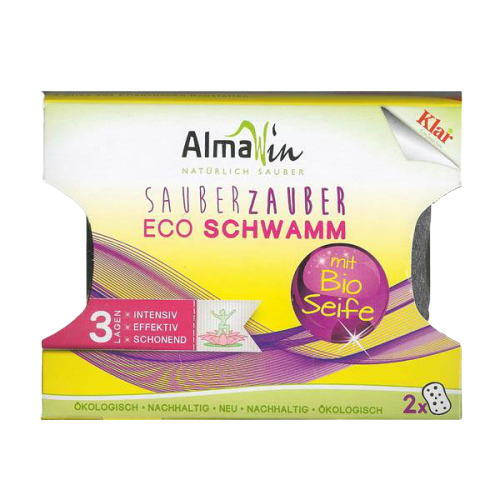 AlmaWin
NATÜRLICH SAUBER
Klar
SAUBERZAUBER
ECO SCHWAMM
mit
Bio
Seife
3 LAGEN
× INTENSIV
× EFFEKTIV
× SCHONEND
ÖKOLOGISCH • NACHHALTIG • NEU • NACHHALTIG • ÖKOLOGISCH
2x